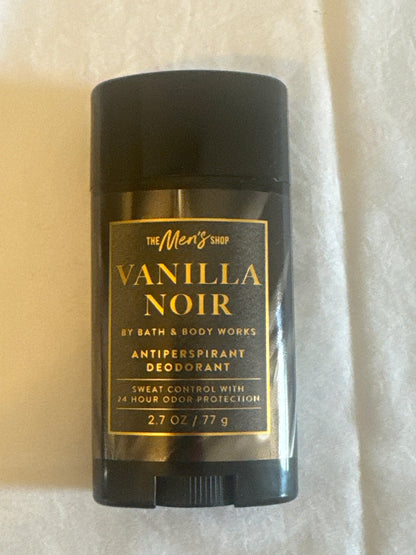 THE Men's SHOP
VANILLA
NOIR
BY BATH & BODY WORKS
ANTIPERSPIRANT
DEODORANT
SWEAT CONTROL WITH
24 HOUR ODOR PROTECTION
2.7 OZ / 77 g